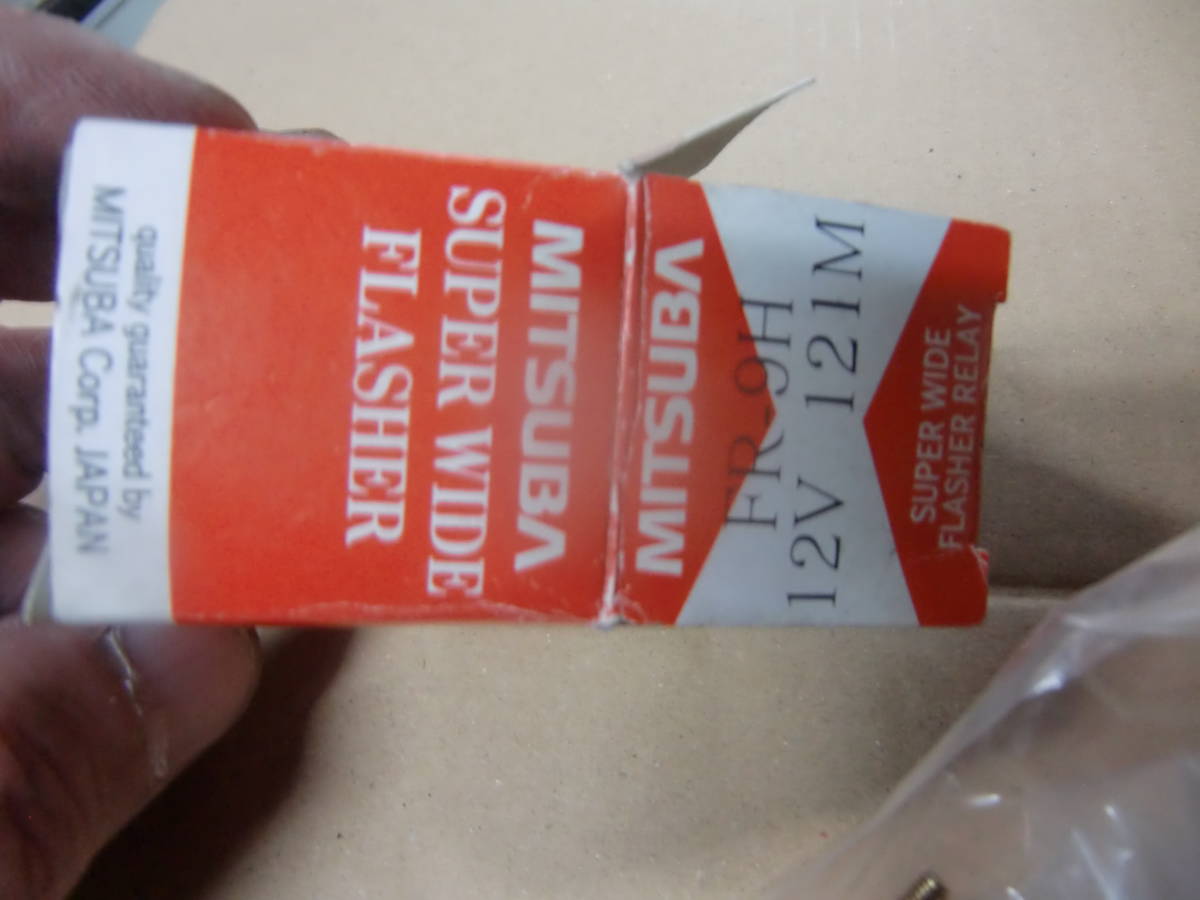 MITSUBA
SUPER WIDE
FLASHER
quality guaranteed by
MITSUBA Corp. JAPAN
MITSUBA
FR-9H
12V 121M
SUPER WIDE
FLASHER RELAY